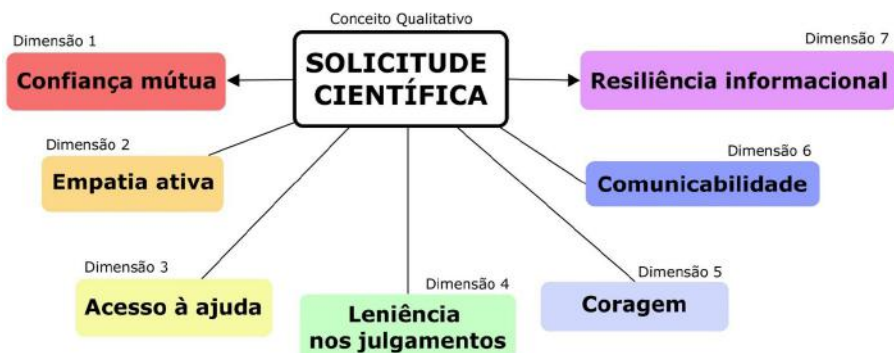 Conceito Qualitativo
SOLICITUDE
CIENTÍFICA
Dimensão 1
Confiança mútua
Dimensão 2
Empatia ativa
Dimensão 3
Acesso à ajuda
Dimensão 4
Leniência
nos julgamentos
Dimensão 5
Coragem
Dimensão 6
Comunicabilidade
Dimensão 7
Resiliência informacional